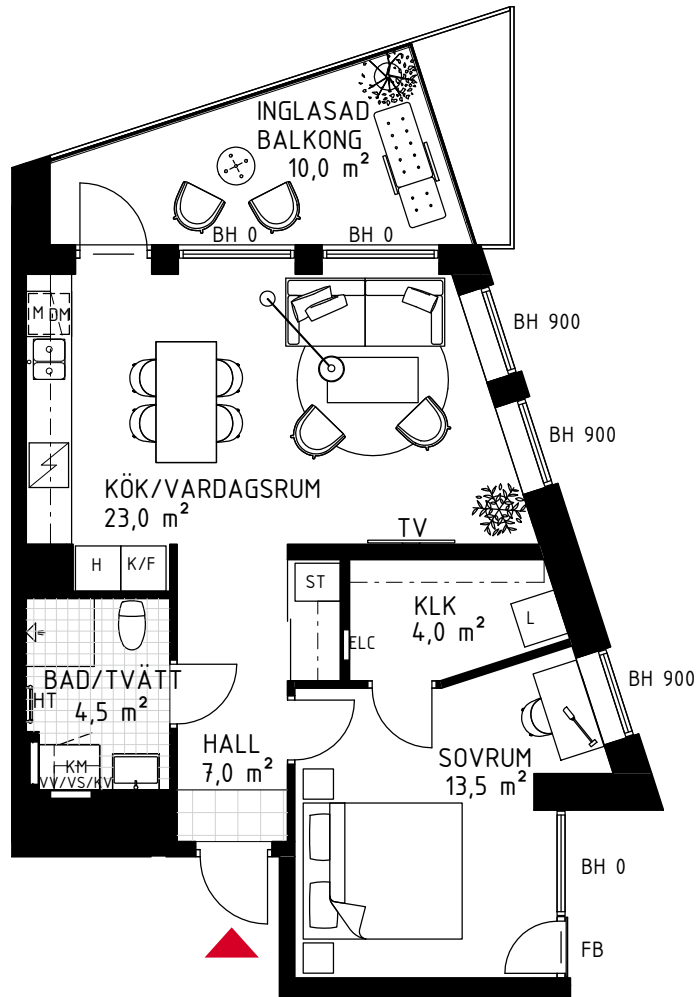 INGLASAD
BALKONG
10,0 m²
BH 0
BH 0
M
DM
BH 900
BH 900
KÖK/VARDAGSRUM
23,0 m²
TV
H
K/F
ST
KLK
4,0 m²
L
ELC
BAD/TVÄTT
4,5 m²
HT
BH 900
HALL
7,0 m²
SOVRUM
13,5 m²
KM
VV/VS/KV
BH 0
FB